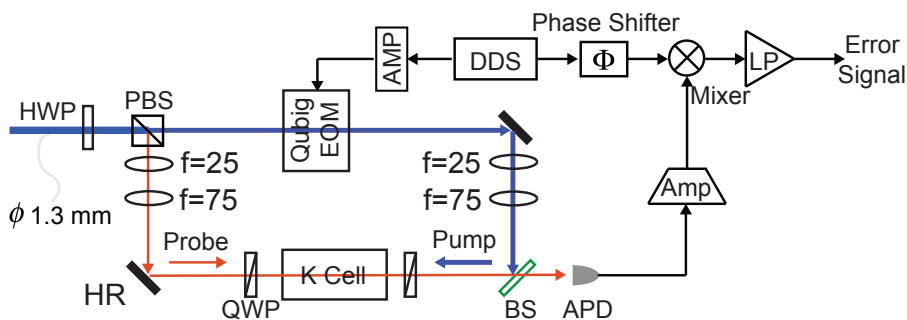 Phase Shifter
AMP
DDS
Φ
LP
Error
Signal
Mixer
HWP
PBS
Qubig
EOM
f=25
f=75
f=25
f=75
Amp
ϕ 1.3 mm
Probe
Pump
HR
QWP
K Cell
BS
APD